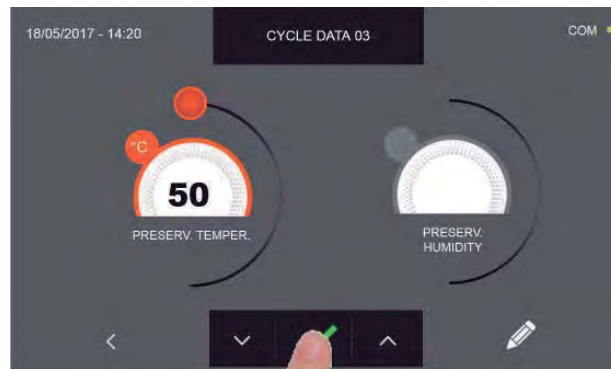 18/05/2017 - 14:20
CYCLE DATA 03
COM
°C
50
PRESERV. TEMPER.
PRESERV.
HUMIDITY